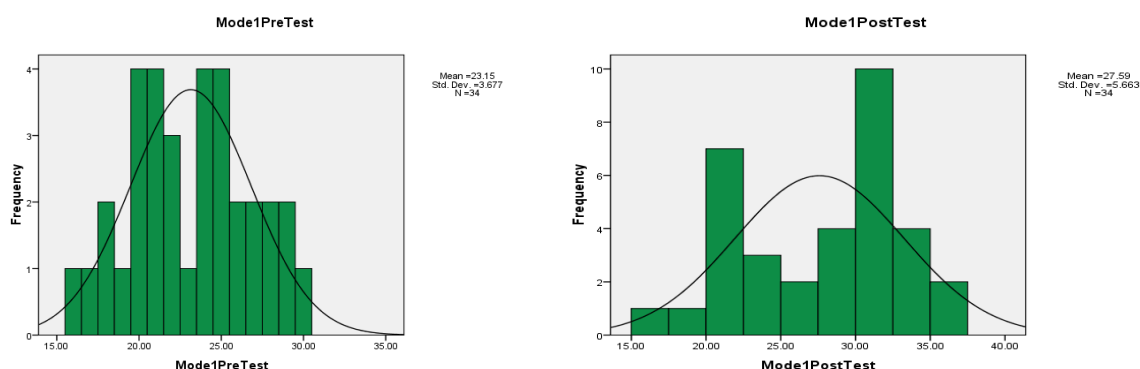 Mode1PreTest
4
3
2
1
0
Frequency
15.00 20.00 25.00 30.00 35.00
Mode1PreTest
Mean =23.15
Std. Dev. =3.677
N =34
Mode1PostTest
10
8
6
4
2
0
Frequency
15.00 20.00 25.00 30.00 35.00 40.00
Mode1PostTest
Mean =27.59
Std. Dev. =5.663
N =34